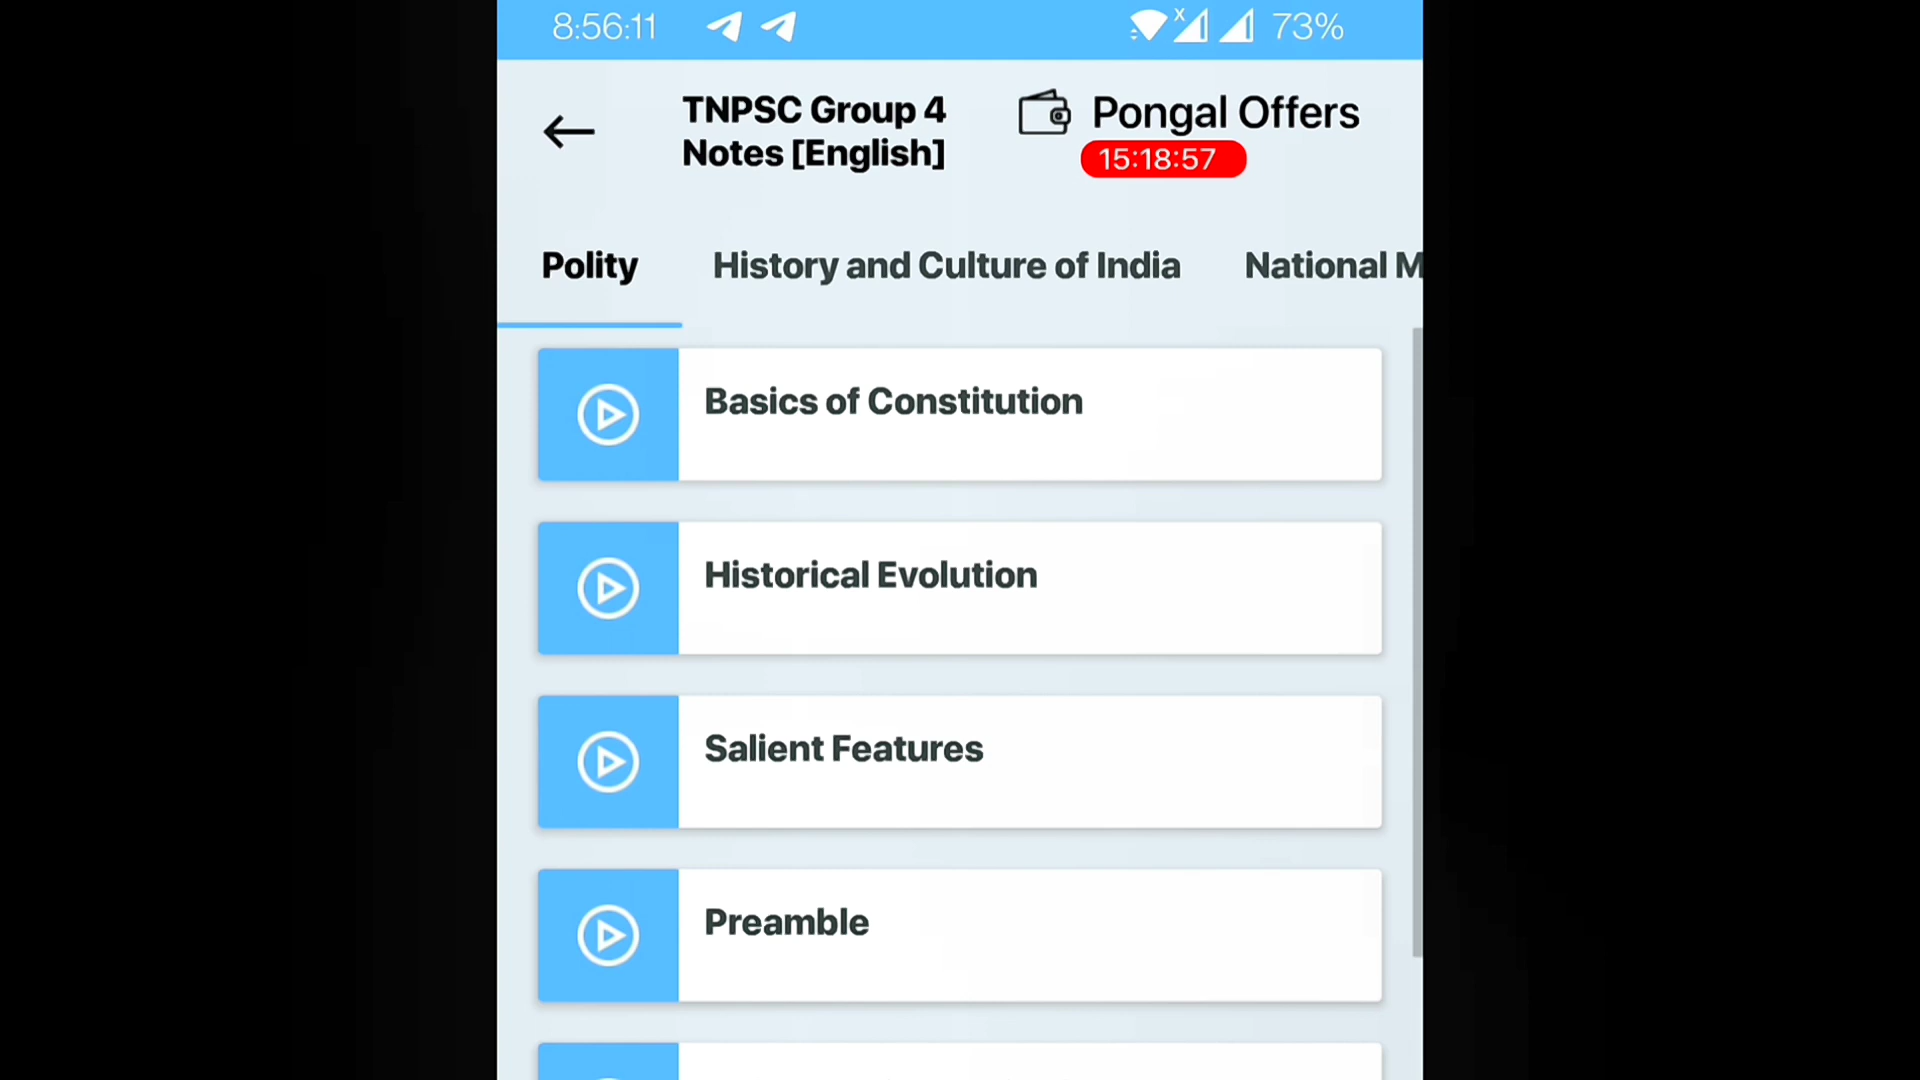 8:56:11
x
73%
TNPSC Group 4
Notes [English]
Pongal Offers
15:18:57
Polity
History and Culture of India
National M
Basics of Constitution
Historical Evolution
Salient Features
Preamble